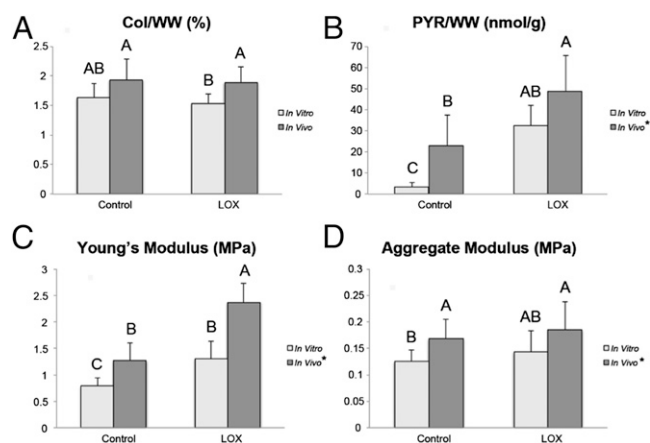 A
Col/WW (%)
2.5
2
1.5
1
0.5
0
AB
A
B
A
Control
LOX
In Vitro
In Vivo
B
PYR/WW (nmol/g)
70
60
50
40
30
20
10
0
C
B
AB
A
Control
LOX
In Vitro
In Vivo*
C
Young's Modulus (MPa)
3
2.5
2
1.5
1
0.5
0
C
B
B
A
Control
LOX
In Vitro
In Vivo*
D
Aggregate Modulus (MPa)
0.3
0.25
0.2
0.15
0.1
0.05
0
B
A
AB
A
Control
LOX
In Vitro
In Vivo*